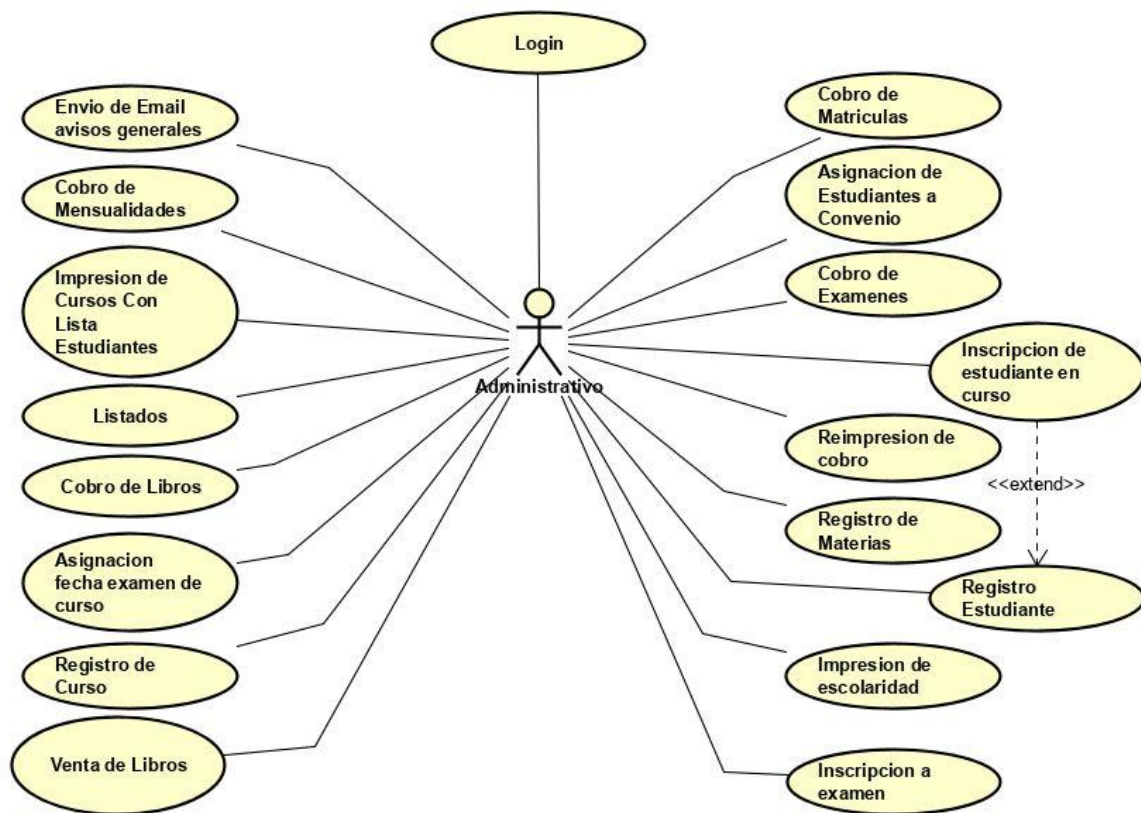 Login
Envio de Email
avisos generales
Cobro de
Mensualidades
Impresion de
Cursos Con
Lista
Estudiantes
Listados
Cobro de Libros
Asignacion
fecha examen de
curso
Registro de
Curso
Venta de Libros
Administrativo
Cobro de
Matriculas
Asignacion de
Estudiantes a
Convenio
Cobro de
Examenes
Inscripcion de
estudiante en
curso
Reimpresion de
cobro
<<extend>>
Registro de
Materias
Registro
Estudiante
Impresion de
escolaridad
Inscripcion a
examen